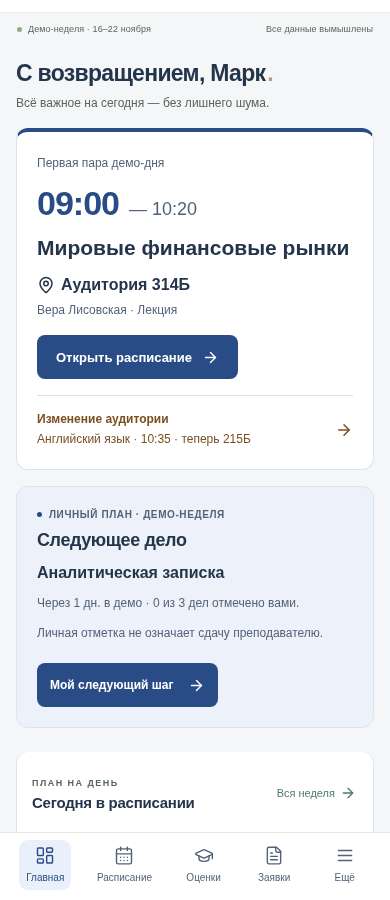 Демо-неделя · 16–22 ноября
Все данные вымышлены
С возвращением, Марк.
Всё важное на сегодня — без лишнего шума.
Первая пара демо-дня
09:00 — 10:20
Мировые финансовые рынки
Аудитория 314Б
Вера Лисовская · Лекция
Открыть расписание
Изменение аудитории
Английский язык · 10:35 · теперь 215Б
ЛИЧНЫЙ ПЛАН · ДЕМО-НЕДЕЛЯ
Следующее дело
Аналитическая записка
Через 1 дн. в демо · 0 из 3 дел отмечено вами.
Личная отметка не означает сдачу преподавателю.
Мой следующий шаг
ПЛАН НА ДЕНЬ
Сегодня в расписании
Вся неделя
Главная
Расписание
Оценки
Заявки
Ещё